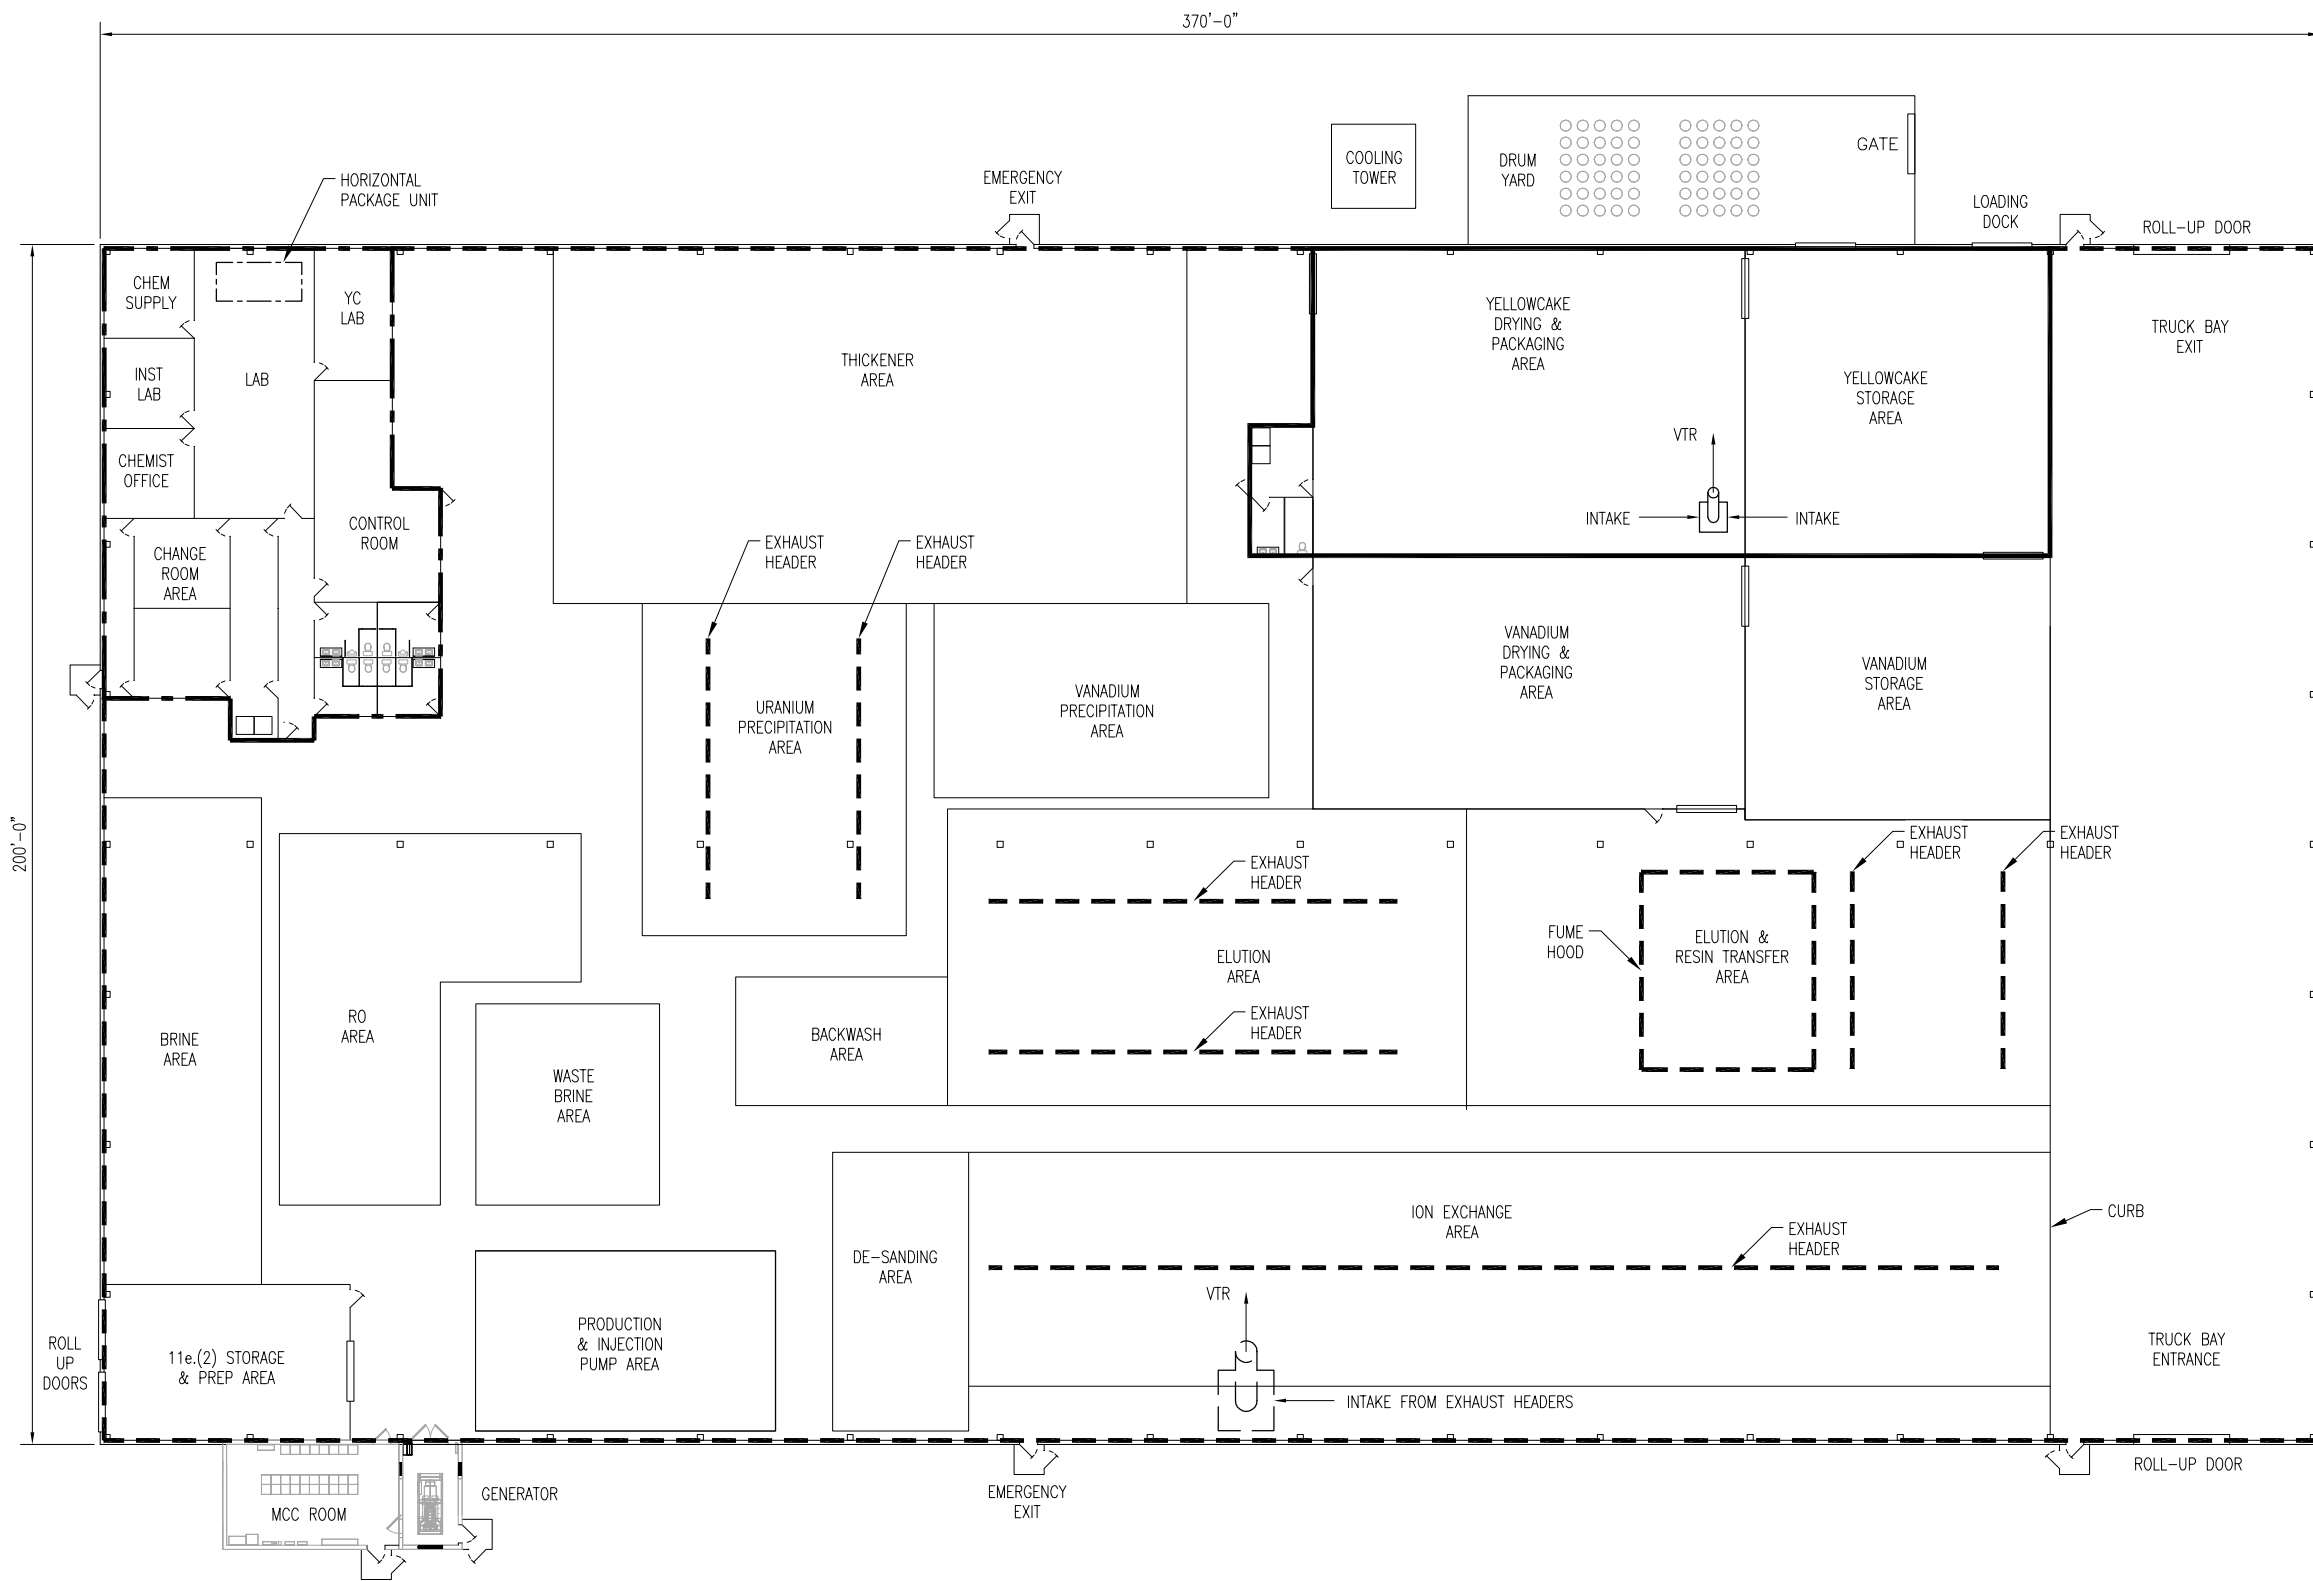 370'-0"
COOLING
TOWER
DRUM
YARD
GATE
HORIZONTAL
PACKAGE UNIT
EMERGENCY
EXIT
LOADING
DOCK
ROLL-UP DOOR
CHEM
SUPPLY
YC
LAB
INST
LAB
LAB
CHEMIST
OFFICE
CHANGE
ROOM
AREA
CONTROL
ROOM
THICKENER
AREA
YELLOWCAKE
DRYING &
PACKAGING
AREA
YELLOWCAKE
STORAGE
AREA
TRUCK BAY
EXIT
VTR
INTAKE
INTAKE
EXHAUST
HEADER
EXHAUST
HEADER
URANIUM
PRECIPITATION
AREA
VANADIUM
PRECIPITATION
AREA
VANADIUM
DRYING &
PACKAGING
AREA
VANADIUM
STORAGE
AREA
200'-0"
EXHAUST
HEADER
EXHAUST
HEADER
EXHAUST
HEADER
FUME
HOOD
ELUTION &
RESIN TRANSFER
AREA
ELUTION
AREA
EXHAUST
HEADER
BRINE
AREA
RO
AREA
WASTE
BRINE
AREA
BACKWASH
AREA
ION EXCHANGE
AREA
EXHAUST
HEADER
CURB
DE-SANDING
AREA
VTR
INTAKE FROM EXHAUST HEADERS
PRODUCTION
& INJECTION
PUMP AREA
ROLL
UP
DOORS
11e.(2) STORAGE
& PREP AREA
TRUCK BAY
ENTRANCE
MCC ROOM
GENERATOR
EMERGENCY
EXIT
ROLL-UP DOOR